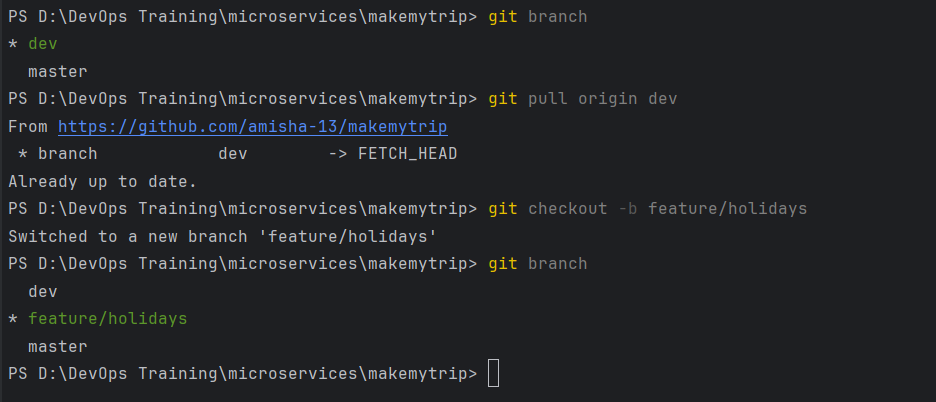 PS D:\DevOps Training\microservices\makemytrip> git branch
* dev
  master
PS D:\DevOps Training\microservices\makemytrip> git pull origin dev
From https://github.com/amisha-13/makemytrip
 * branch            dev        -> FETCH_HEAD
Already up to date.
PS D:\DevOps Training\microservices\makemytrip> git checkout -b feature/holidays
Switched to a new branch 'feature/holidays'
PS D:\DevOps Training\microservices\makemytrip> git branch
  dev
* feature/holidays
  master
PS D:\DevOps Training\microservices\makemytrip>